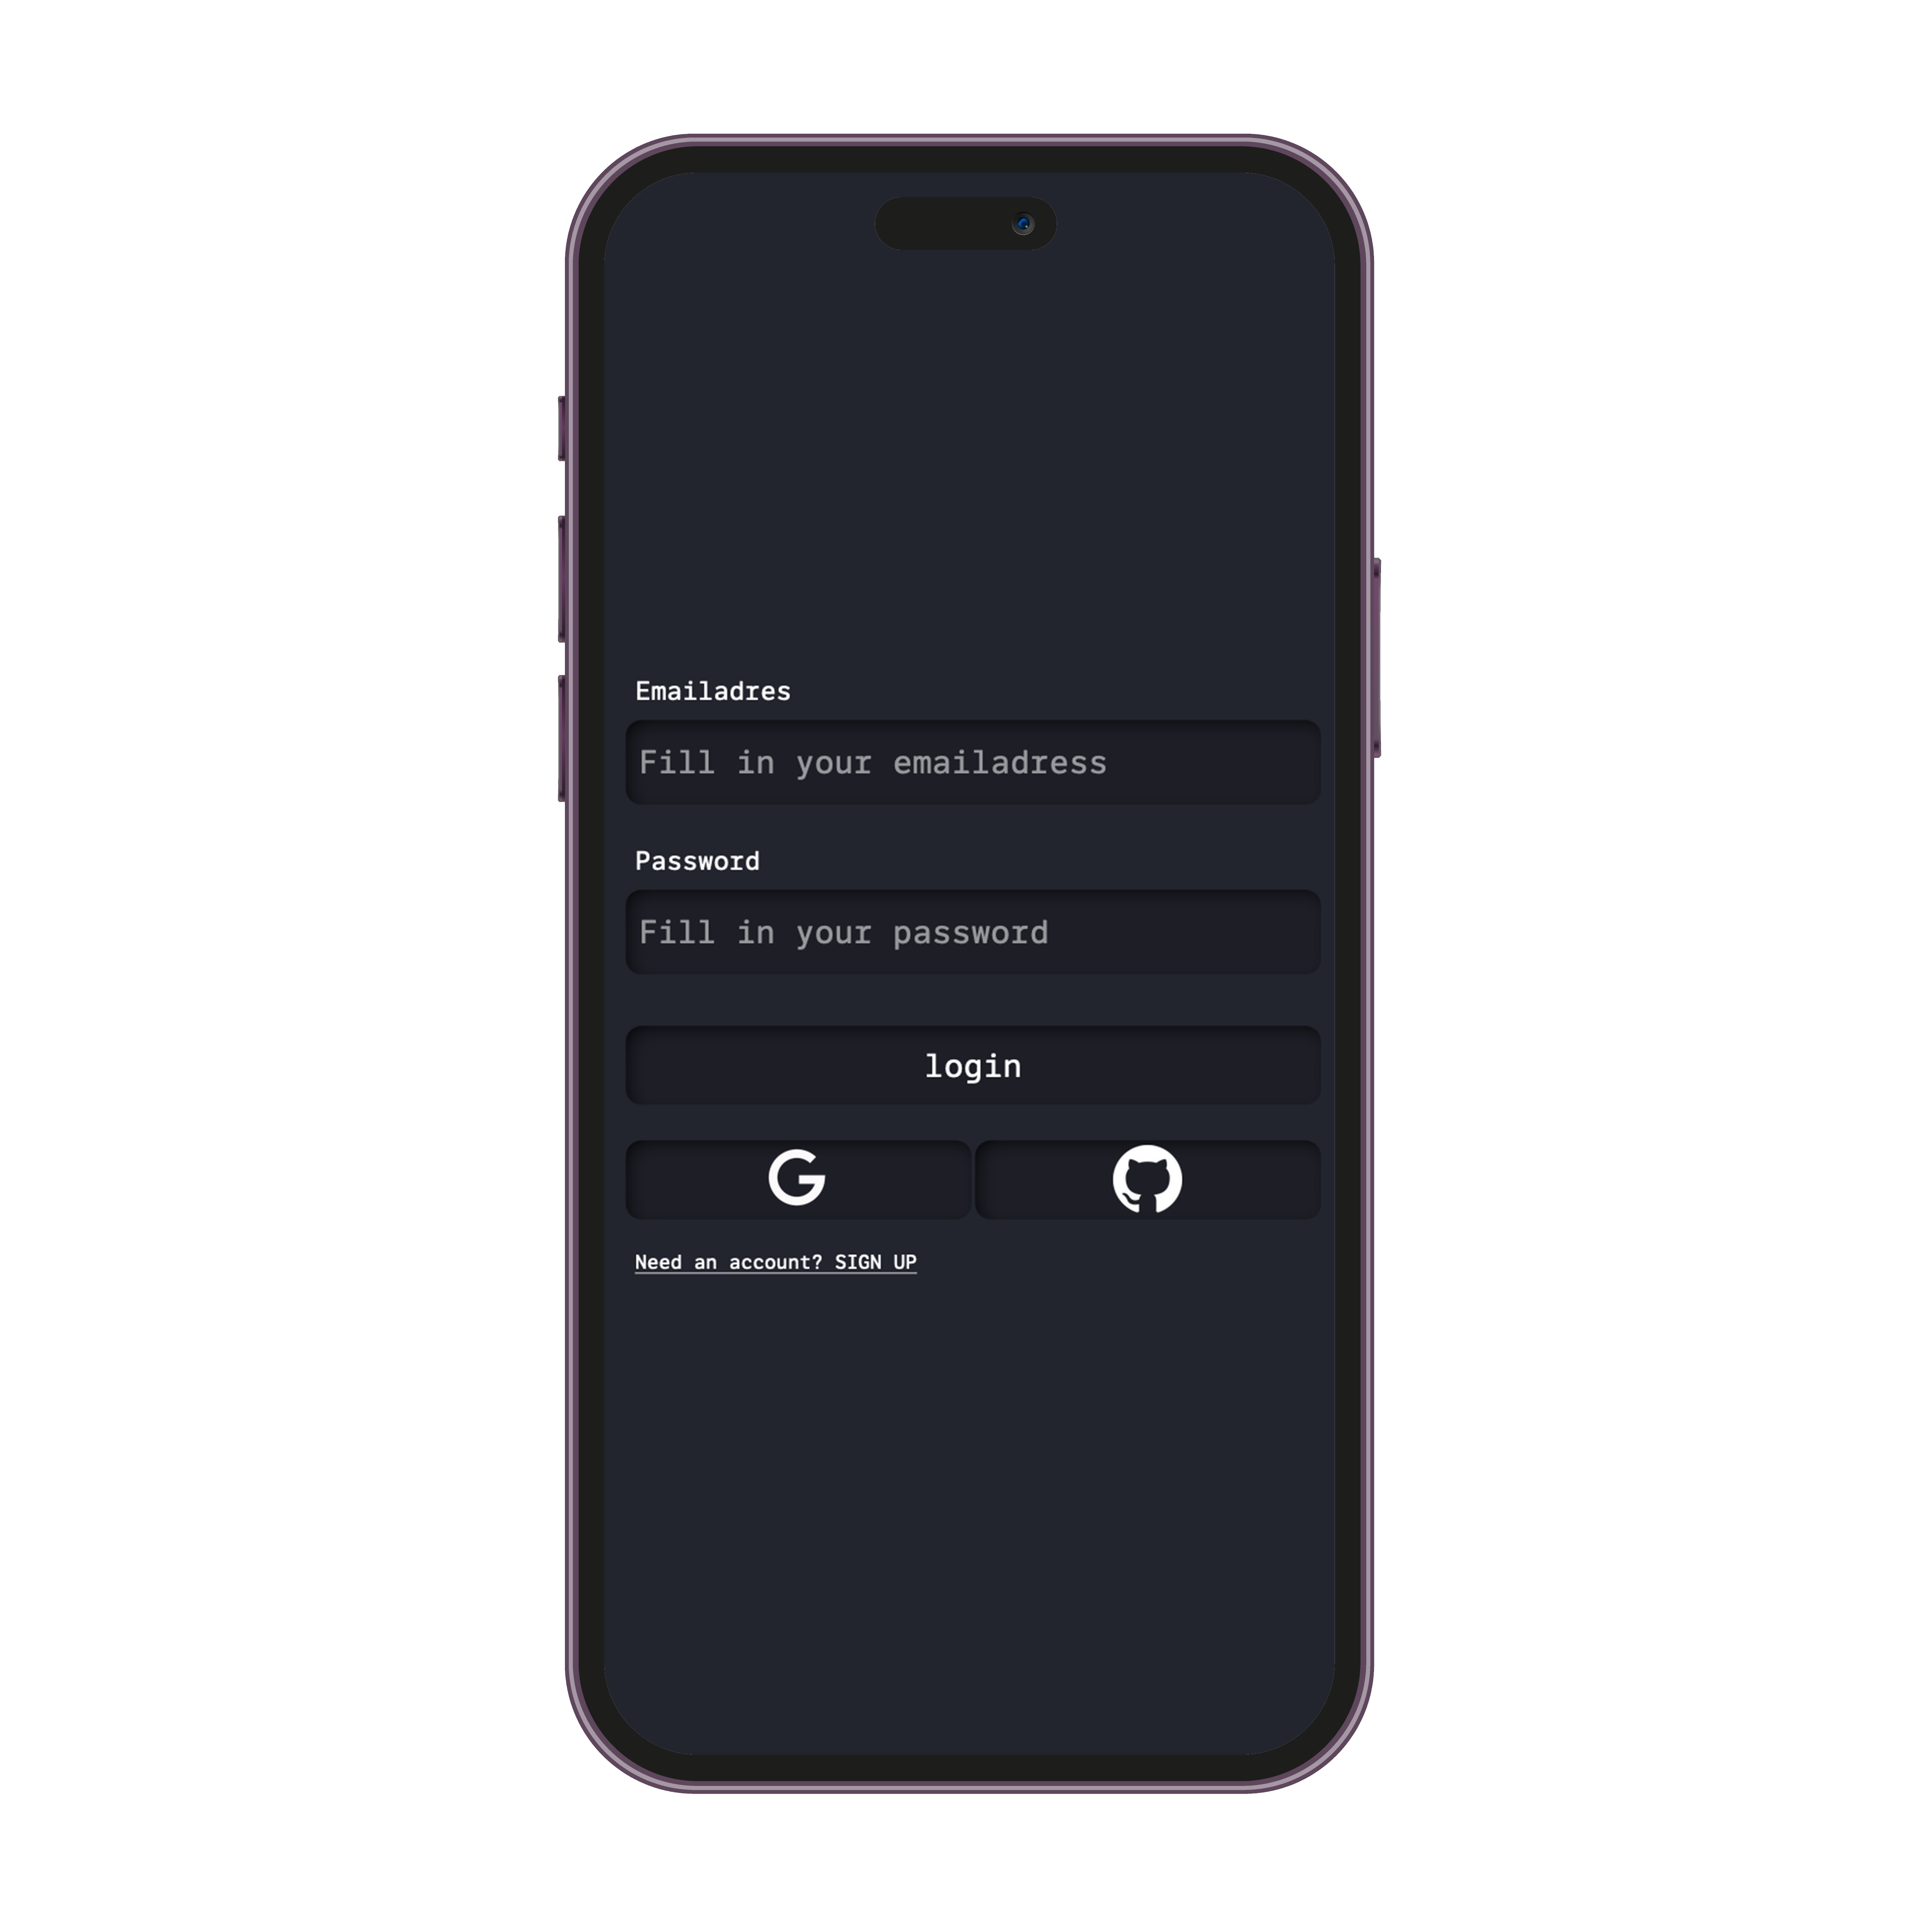 Emailadres
Fill in your emailadress
Password
Fill in your password
login
Need an account? SIGN UP